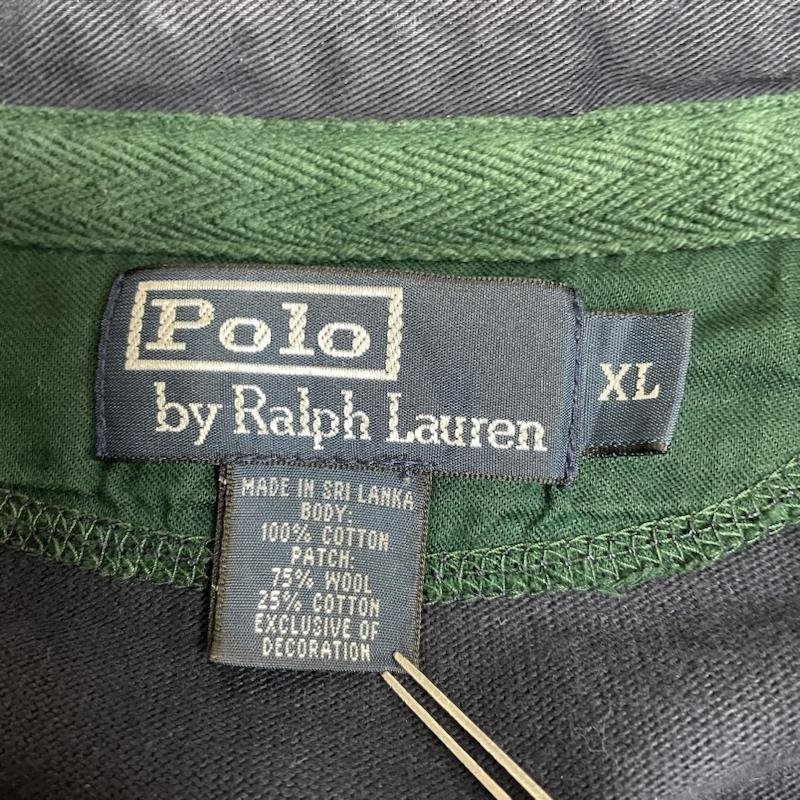 Polo
by Ralph Lauren
XL
MADE IN SRI LANKA
BODY:
100% COTTON
PATCH:
75% WOOL
25% COTTON
EXCLUSIVE OF
DECORATION